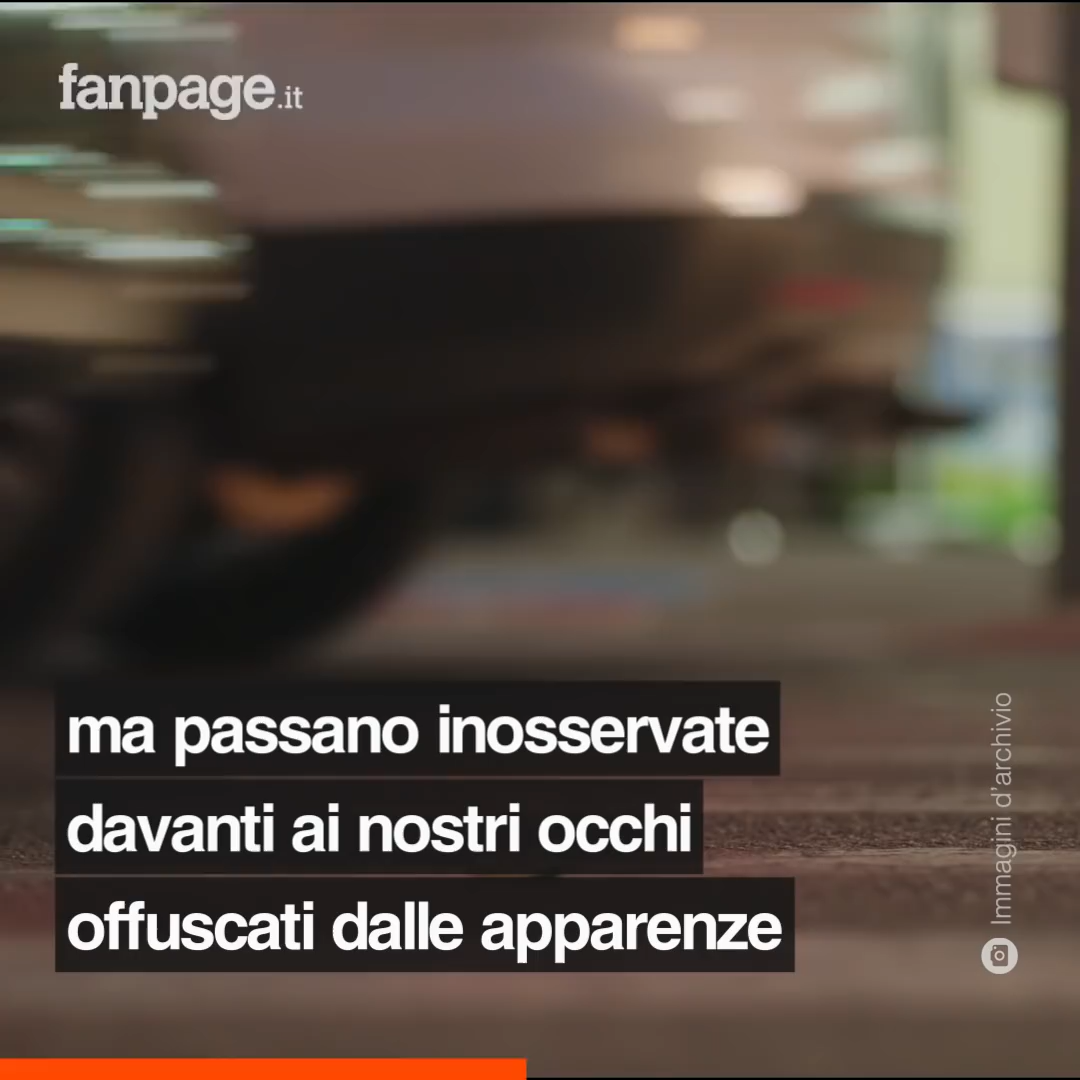 fanpage.it
ma passano inosservate
davanti ai nostri occhi
offuscati dalle apparenze
Immagini d'archivio